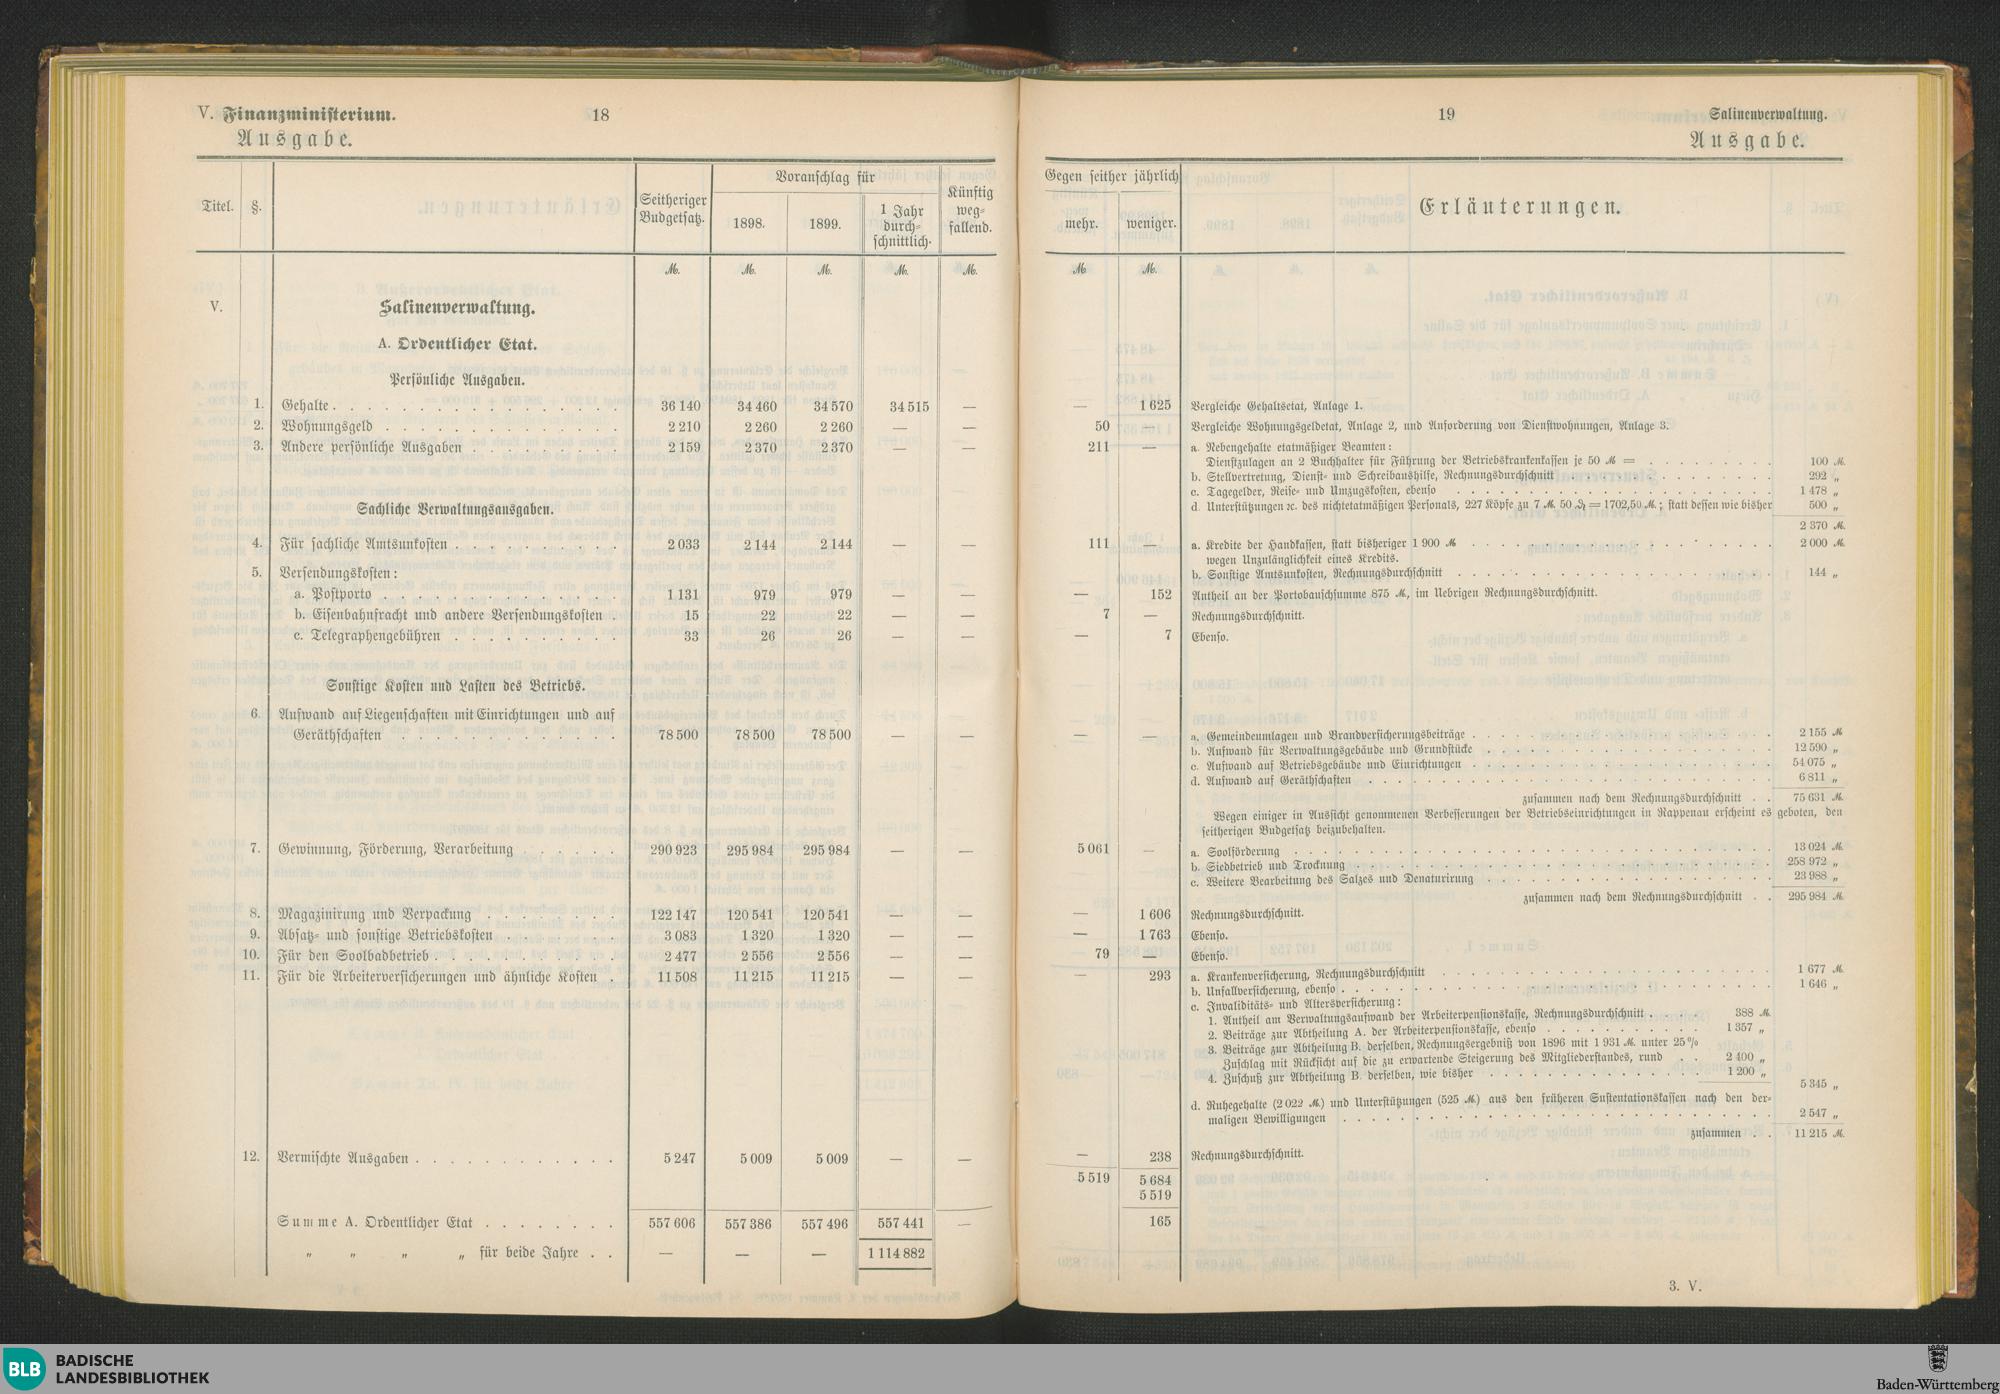 V. Finanzministerium.
18
Ausgabe.
Titel. §. Seitheriger Budgetsatz. Voranschlag für 1898. 1899. 1 Jahr durchschnittlich. Künftig wegfallend.
M. M. M. M. M.
V. Salinenverwaltung.
A. Ordentlicher Etat.
Persönliche Ausgaben.
1. Gehalte 36 140 34 460 34 570 34 515 —
2. Wohnungsgeld 2 210 2 260 2 260 — —
3. Andere persönliche Ausgaben 2 159 2 370 2 370 — —
Sachliche Verwaltungsausgaben.
4. Für sachliche Amtsunkosten 2 033 2 144 2 144 — —
5. Versendungskosten:
a. Postporto 1 131 979 979 — —
b. Eisenbahnfracht und andere Versendungskosten 15 22 22 — —
c. Telegraphengebühren 33 26 26 — —
Sonstige Kosten und Lasten des Betriebs.
6. Aufwand auf Liegenschaften mit Einrichtungen und auf
Geräthschaften 78 500 78 500 78 500 — —
7. Gewinnung, Förderung, Verarbeitung 290 923 295 984 295 984 — —
8. Magazinirung und Verpackung 122 147 120 541 120 541 — —
9. Absatz- und sonstige Betriebskosten 3 083 1 320 1 320 — —
10. Für den Soolbadbetrieb 2 477 2 556 2 556 — —
11. Für die Arbeiterversicherungen und ähnliche Kosten 11 508 11 215 11 215 — —
12. Vermischte Ausgaben 5 247 5 009 5 009 — —
Summe A. Ordentlicher Etat 557 606 557 386 557 496 557 441 —
„ „ „ „ für beide Jahre — — — 1 114 882
19
Salinenverwaltung.
Ausgabe.
Gegen seither jährlich mehr. weniger. Erläuterungen.
M. M.
— 1 625 Vergleiche Gehaltsetat, Anlage 1.
50 — Vergleiche Wohnungsgeldetat, Anlage 2, und Anforderung von Dienstwohnungen, Anlage 3.
211 — a. Nebengehalte etatmäßiger Beamten:
Dienstzulagen an 2 Buchhalter für Führung der Betriebskrankenkassen je 50 M. = 100 M.
b. Stellvertretung, Dienst- und Schreibaushilfe, Rechnungsdurchschnitt 292 „
c. Tagegelder, Reise- und Umzugskosten, ebenso 1 478 „
d. Unterstützungen ꝛc. des nichtetatmäßigen Personals, 227 Köpfe zu 7 M. 50 ₰ = 1702,50 M.; statt dessen wie bisher 500 „
2 370 M.
111 — a. Kredite der Handkassen, statt bisheriger 1 900 M. 2 000 M.
wegen Unzulänglichkeit eines Kredits.
b. Sonstige Amtsunkosten, Rechnungsdurchschnitt 144 „
— 152 Antheil an der Portobauschsumme 875 M., im Uebrigen Rechnungsdurchschnitt.
7 — Rechnungsdurchschnitt.
— 7 Ebenso.
— — a. Gemeindeumlagen und Brandversicherungsbeiträge 2 155 M.
b. Aufwand für Verwaltungsgebäude und Grundstücke 12 590 „
c. Aufwand auf Betriebsgebäude und Einrichtungen 54 075 „
d. Aufwand auf Geräthschaften 6 811 „
zusammen nach dem Rechnungsdurchschnitt 75 631 M.
Wegen einiger in Aussicht genommenen Verbesserungen der Betriebseinrichtungen in Rappenau erscheint es geboten, den
seitherigen Budgetsatz beizubehalten.
5 061 — a. Soolförderung 13 024 M.
b. Siedbetrieb und Trocknung 258 972 „
c. Weitere Bearbeitung des Salzes und Denaturirung 23 988 „
zusammen nach dem Rechnungsdurchschnitt 295 984 M.
— 1 606 Rechnungsdurchschnitt.
— 1 763 Ebenso.
79 — Ebenso.
— 293 a. Krankenversicherung, Rechnungsdurchschnitt 1 677 M.
b. Unfallversicherung, ebenso 1 646 „
c. Invaliditäts- und Altersversicherung:
1. Antheil am Verwaltungsaufwand der Arbeiterpensionskasse, Rechnungsdurchschnitt 388 M.
2. Beiträge zur Abtheilung A. der Arbeiterpensionskasse, ebenso 1 357 „
3. Beiträge zur Abtheilung B. derselben, Rechnungsergebniß von 1896 mit 1 931 M. unter 25 %
Zuschlag mit Rücksicht auf die zu erwartende Steigerung des Mitgliederstandes, rund 2 400 „
4. Zuschuß zur Abtheilung B. derselben, wie bisher 1 200 „
5 345 „
d. Ruhegehalte (2 022 M.) und Unterstützungen (525 M.) aus den früheren Sustentationskassen nach den der-
maligen Bewilligungen 2 547 „
zusammen 11 215 M.
— 238 Rechnungsdurchschnitt.
5 519 5 684
5 519
165
3. V.
BLB BADISCHE
LANDESBIBLIOTHEK
Baden-Württemberg